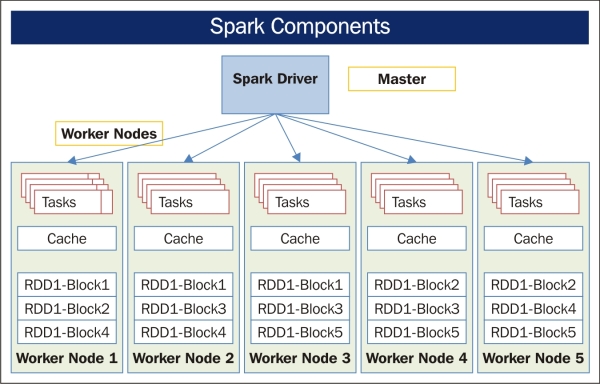 Spark Components
Spark Driver
Master
Worker Nodes
Tasks
Cache
RDD1-Block1
RDD1-Block2
RDD1-Block4
Worker Node 1
Tasks
Cache
RDD1-Block1
RDD1-Block3
RDD1-Block4
Worker Node 2
Tasks
Cache
RDD1-Block1
RDD1-Block3
RDD1-Block5
Worker Node 3
Tasks
Cache
RDD1-Block2
RDD1-Block3
RDD1-Block5
Worker Node 4
Tasks
Cache
RDD1-Block2
RDD1-Block4
RDD1-Block5
Worker Node 5